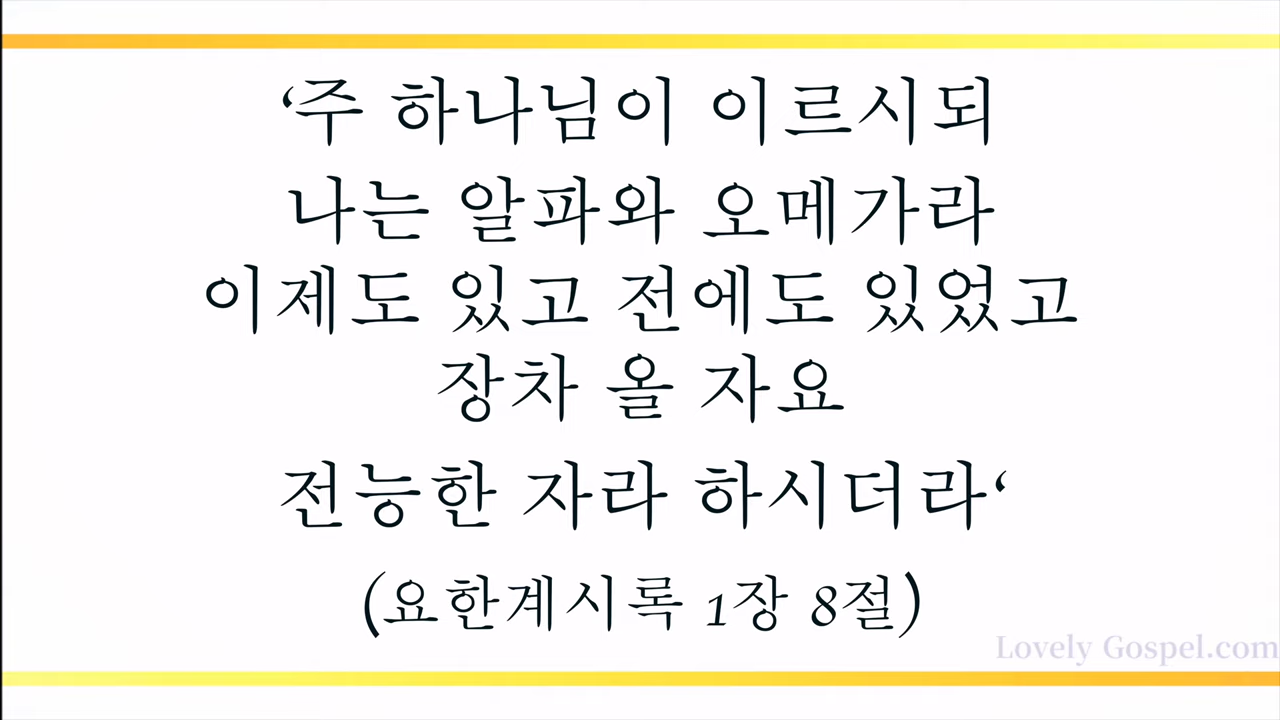 ‘주 하나님이 이르시되
나는 알파와 오메가라
이제도 있고 전에도 있었고
장차 올 자요
전능한 자라 하시더라‘
(요한계시록 1장 8절)
Lovely Gospel.com